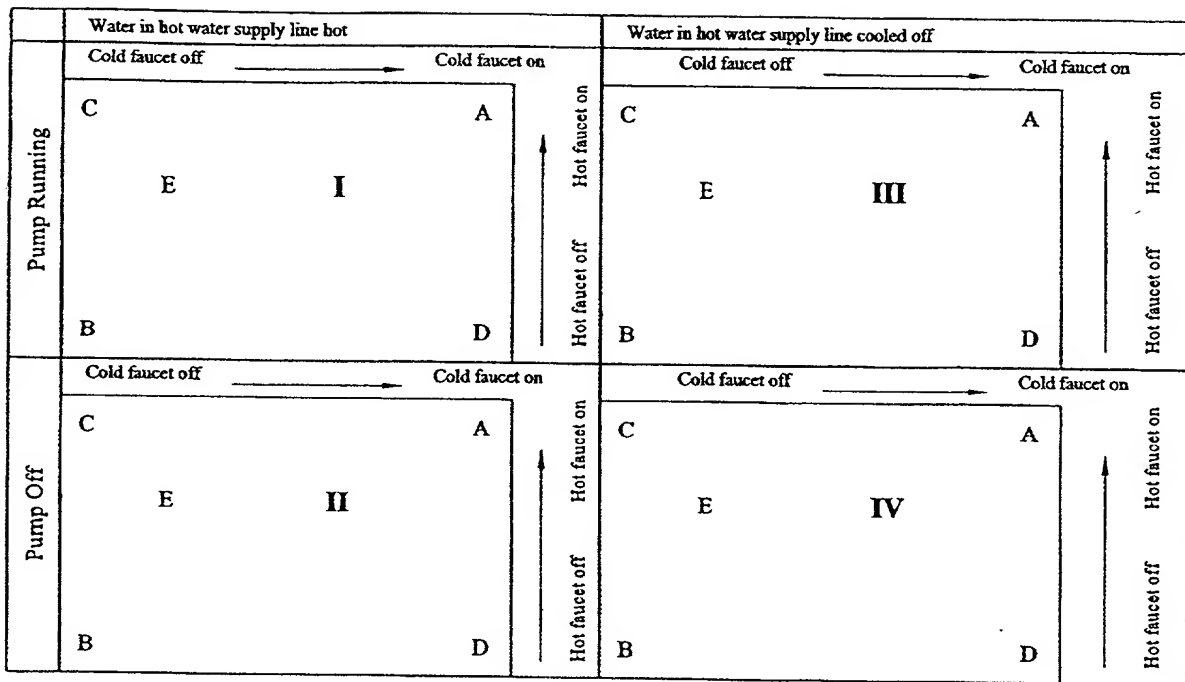 Water in hot water supply line hot
Water in hot water supply line cooled off
Pump Running
Cold faucet off
Cold faucet on
C
A
E
I
B
D
Hot faucet off
Hot faucet on
Cold faucet off
Cold faucet on
C
A
E
III
B
D
Hot faucet off
Hot faucet on
Pump Off
Cold faucet off
Cold faucet on
C
A
E
II
B
D
Hot faucet off
Hot faucet on
Cold faucet off
Cold faucet on
C
A
E
IV
B
D
Hot faucet off
Hot faucet on